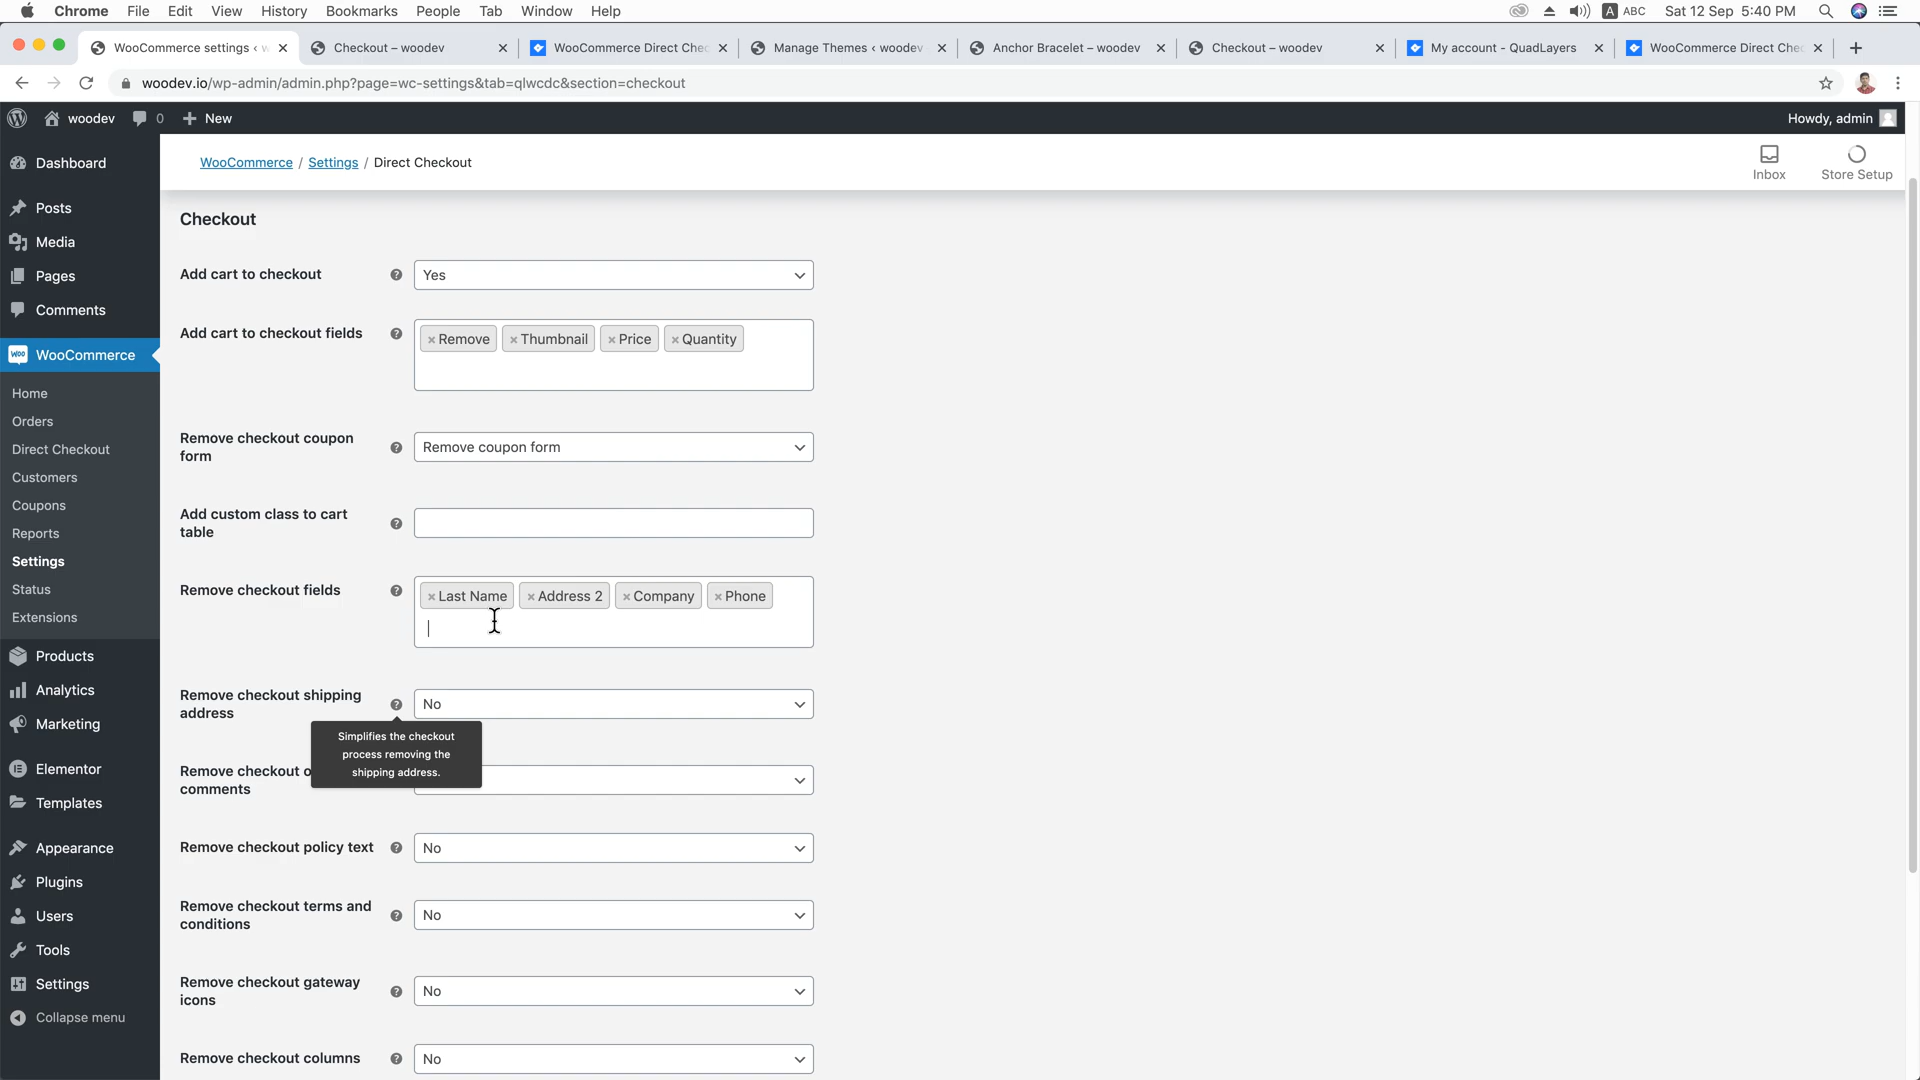 Chrome File Edit View History Bookmarks People Tab Window Help A ABC Sat 12 Sep 5:40 PM
WooCommerce settings ‹ w Checkout – woodev WooCommerce Direct Chec Manage Themes ‹ woodev Anchor Bracelet – woodev Checkout – woodev My account - QuadLayers WooCommerce Direct Chec
woodev.io/wp-admin/admin.php?page=wc-settings&tab=qlwcdc&section=checkout
woodev 0 New Howdy, admin
WooCommerce / Settings / Direct Checkout
Inbox
Store Setup
Dashboard
Posts
Media
Pages
Comments
woo WooCommerce
Home
Orders
Direct Checkout
Customers
Coupons
Reports
Settings
Status
Extensions
Products
Analytics
Marketing
Elementor
Templates
Appearance
Plugins
Users
Tools
Settings
Collapse menu
Checkout
Add cart to checkout ? Yes
Add cart to checkout fields ? × Remove × Thumbnail × Price × Quantity
Remove checkout coupon
form
? Remove coupon form
Add custom class to cart
table
?
Remove checkout fields ? × Last Name × Address 2 × Company × Phone
Remove checkout shipping
address
? No
Simplifies the checkout
process removing the
shipping address.
Remove checkout o
comments
Remove checkout policy text ? No
Remove checkout terms and
conditions
? No
Remove checkout gateway
icons
? No
Remove checkout columns ? No